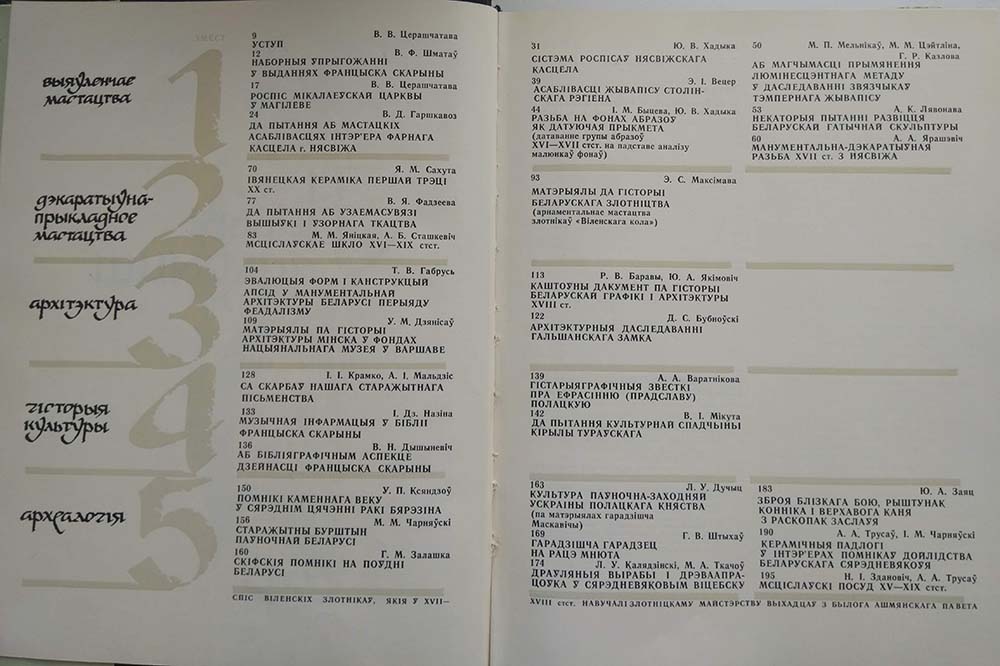 ЗМЕСТ
1
выяўленчае
мастацтва
9 В. В. Церашчатава
УСТУП
12 В. Ф. Шматаў
НАБОРНЫЯ ЎПРЫГОЖАННІ
Ў ВЫДАННЯХ ФРАНЦЫСКА СКАРЫНЫ
17 В. В. Церашчатава
РОСПІС МІКАЛАЕЎСКАЙ ЦАРКВЫ
Ў МАГІЛЕВЕ
24 В. Д. Гаршкавоз
ДА ПЫТАННЯ АБ МАСТАЦКІХ
АСАБЛІВАСЦЯХ ІНТЭР'ЕРА ФАРНАГА
КАСЦЕЛА г. НЯСВІЖА
31 Ю. В. Хадыка
СІСТЭМА РОСПІСАЎ НЯСВІЖСКАГА
КАСЦЕЛА
39 Э. І. Вецер
АСАБЛІВАСЦІ ЖЫВАПІСУ СТОЛІН-
СКАГА РЭГІЕНА
44 І. М. Быцева, Ю. В. Хадыка
РАЗЬБА НА ФОНАХ АБРАЗОЎ
ЯК ДАТУЮЧАЯ ПРЫКМЕТА
(датаванне групы абразоў
XVI—XVII стст. на падставе аналізу
малюнкаў фонаў)
50 М. П. Мельнікаў, М. М. Цэйтліна,
Г. Р. Казлова
АБ МАГЧЫМАСЦІ ПРЫМЯНЕННЯ
ЛЮМІНЕСЦЭНТНАГА МЕТАДУ
Ў ДАСЛЕДАВАННІ ЗВЯЗЧЫКАЎ
ТЭМПЕРНАГА ЖЫВАПІСУ
53 А. К. Лявонава
НЕКАТОРЫЯ ПЫТАННІ РАЗВІЦЦЯ
БЕЛАРУСКАЙ ГАТЫЧНАЙ СКУЛЬПТУРЫ
60 А. А. Ярашэвіч
МАНУМЕНТАЛЬНА-ДЭКАРАТЫЎНАЯ
РАЗЬБА XVII ст. З НЯСВІЖА
2
дэкаратыўна-
прыкладное
мастацтва
70 Я. М. Сахута
ІВЯНЕЦКАЯ КЕРАМІКА ПЕРШАЙ ТРЭЦІ
XX ст.
77 В. Я. Фадзеева
ДА ПЫТАННЯ АБ УЗАЕМАСУВЯЗІ
ВЫШЫЎКІ І ЎЗОРНАГА ТКАЦТВА
83 М. М. Яніцкая, А. Б. Сташкевіч
МСЦІСЛАЎСКАЕ ШКЛО XVI—XIX стст.
93 Э. С. Максімава
МАТЭРЫЯЛЫ ДА ГІСТОРЫІ
БЕЛАРУСКАГА ЗЛОТНІЦТВА
(арнаментальнае мастацтва
злотнікаў «Віленскага кола»)
3
архітэктура
104 Т. В. Габрусь
ЭВАЛЮЦЫЯ ФОРМ І КАНСТРУКЦЫЙ
АПСІД У МАНУМЕНТАЛЬНАЙ
АРХІТЭКТУРЫ БЕЛАРУСІ ПЕРЫЯДУ
ФЕАДАЛІЗМУ
109 У. М. Дзянісаў
МАТЭРЫЯЛЫ ПА ГІСТОРЫІ
АРХІТЭКТУРЫ МІНСКА Ў ФОНДАХ
НАЦЫЯНАЛЬНАГА МУЗЕЯ Ў ВАРШАВЕ
113 Р. В. Баравы, Ю. А. Якімовіч
КАШТОЎНЫ ДАКУМЕНТ ПА ГІСТОРЫІ
БЕЛАРУСКАЙ ГРАФІКІ І АРХІТЭКТУРЫ
XVIII ст.
122 Д. С. Бубноўскі
АРХІТЭКТУРНЫЯ ДАСЛЕДАВАННІ
ГАЛЬШАНСКАГА ЗАМКА
4
гісторыя
культуры
128 І. І. Крамко, А. І. Мальдзіс
СА СКАРБАЎ НАШАГА СТАРАЖЫТНАГА
ПІСЬМЕНСТВА
133 І. Дз. Назіна
МУЗЫЧНАЯ ІНФАРМАЦЫЯ Ў БІБЛІІ
ФРАНЦЫСКА СКАРЫНЫ
136 В. Н. Дышыневіч
АБ БІБЛІЯГРАФІЧНЫМ АСПЕКЦЕ
ДЗЕЙНАСЦІ ФРАНЦЫСКА СКАРЫНЫ
139 А. А. Варатнікова
ГІСТАРЫЯГРАФІЧНЫЯ ЗВЕСТКІ
ПРА ЕФРАСІННЮ (ПРАДСЛАВУ)
ПОЛАЦКУЮ
142 В. І. Мікута
ДА ПЫТАННЯ КУЛЬТУРНАЙ СПАДЧЫНЫ
КІРЫЛЫ ТУРАЎСКАГА
5
археалогія
150 У. П. Ксяндзоў
ПОМНІКІ КАМЕННАГА ВЕКУ
Ў СЯРЭДНІМ ЦЯЧЭННІ РАКІ БЯРЭЗІНА
156 М. М. Чарняўскі
СТАРАЖЫТНЫ БУРШТЫН
ПАЎНОЧНАЙ БЕЛАРУСІ
160 Г. М. Залашка
СКІФСКІЯ ПОМНІКІ НА ПОЎДНІ
БЕЛАРУСІ
163 Л. У. Дучыц
КУЛЬТУРА ПАЎНОЧНА-ЗАХОДНЯЙ
УСКРАІНЫ ПОЛАЦКАГА КНЯСТВА
(па матэрыялах гарадзішча
Маскавічы)
169 Г. В. Штыхаў
ГАРАДЗІШЧА ГАРАДЗЕЦ
НА РАЦЭ МНЮТА
174 Л. У. Калядзінскі, М. А. Ткачоў
ДРАЎЛЯНЫЯ ВЫРАБЫ І ДРЭВААПРА-
ЦОЎКА Ў СЯРЭДНЕВЯКОВЫМ ВІЦЕБСКУ
183 Ю. А. Заяц
ЗБРОЯ БЛІЗКАГА БОЮ, РЫШТУНАК
КОННІКА І ВЕРХАВОГА КАНЯ
З РАСКОПАК ЗАСЛАЎЯ
190 А. А. Трусаў, І. М. Чарняўскі
КЕРАМІЧНЫЯ ПАДЛОГІ
Ў ІНТЭР'ЕРАХ ПОМНІКАЎ ДОЙЛІДСТВА
БЕЛАРУСКАГА СЯРЭДНЕВЯКОЎЯ
195 Н. І. Здановіч, А. А. Трусаў
МСЦІСЛАЎСКІ ПОСУД XV—XIX стст.
СПІС ВІЛЕНСКІХ ЗЛОТНІКАЎ, ЯКІЯ Ў XVII—
XVIII стст. НАВУЧАЛІ ЗЛОТНІЦКАМУ МАЙСТЭРСТВУ ВЫХАДЦАЎ З БЫЛОГА АШМЯНСКАГА ПАВЕТА